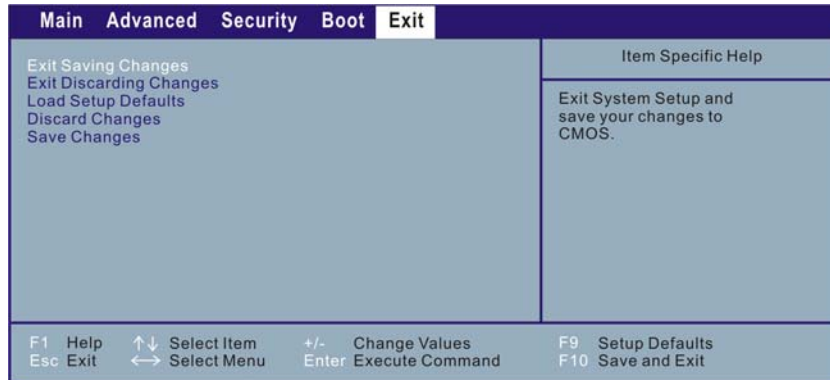 Main Advanced Security Boot Exit
Exit Saving Changes
Exit Discarding Changes
Load Setup Defaults
Discard Changes
Save Changes
Item Specific Help
Exit System Setup and
save your changes to
CMOS.
F1 Help ↑↓ Select Item +/- Change Values F9 Setup Defaults
Esc Exit ←→ Select Menu Enter Execute Command F10 Save and Exit